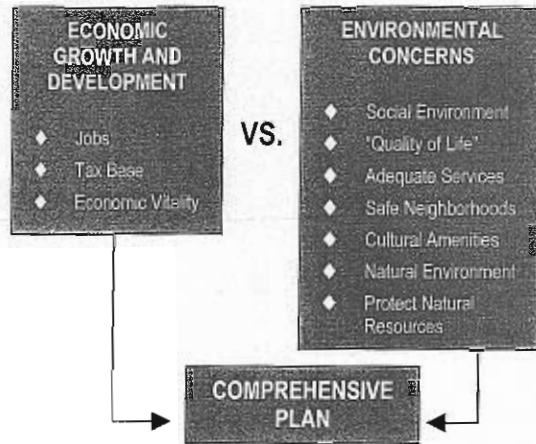 ECONOMIC
GROWTH AND
DEVELOPMENT
◆ Jobs
◆ Tax Base
◆ Economic Vitality
VS.
ENVIRONMENTAL
CONCERNS
◆ Social Environment
◆ "Quality of Life"
◆ Adequate Services
◆ Safe Neighborhoods
◆ Cultural Amenities
◆ Natural Environment
◆ Protect Natural
Resources
COMPREHENSIVE
PLAN